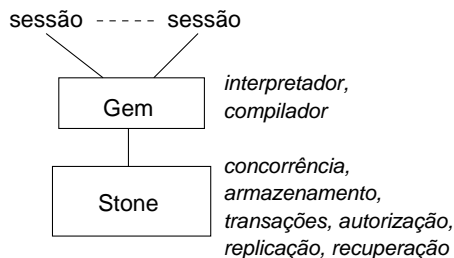 sessão ----- sessão
Gem
interpretador,
compilador
Stone
concorrência,
armazenamento,
transações, autorização,
replicação, recuperação